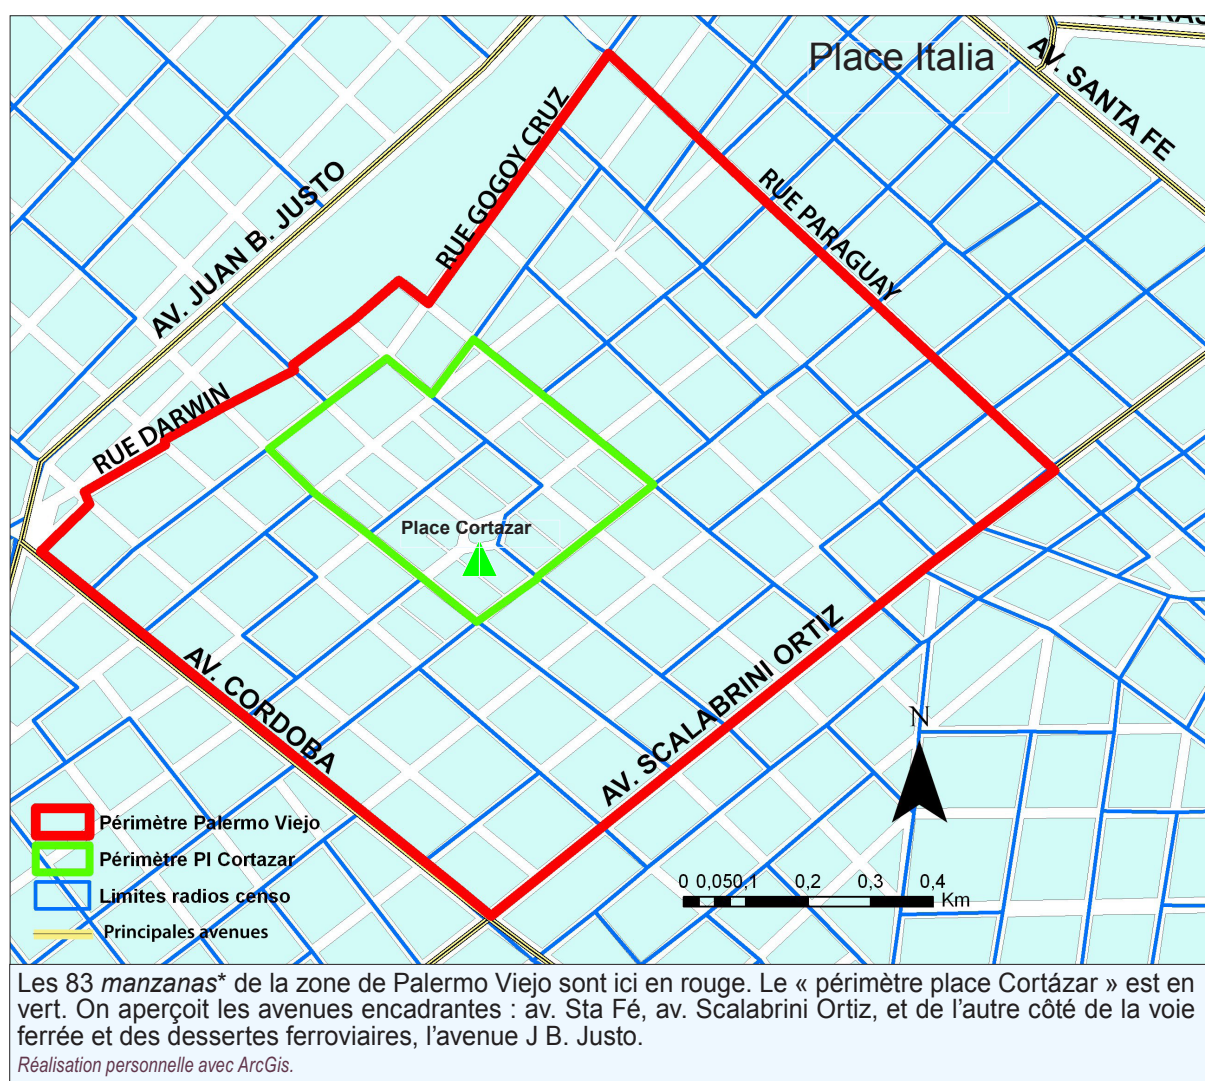 Place Italia
AV. SANTA FE
AV. JUAN B. JUSTO
RUE GOGOY CRUZ
RUE PARAGUAY
RUE DARWIN
Place Cortazar
AV. CORDOBA
AV. SCALABRINI ORTIZ
N
Périmètre Palermo Viejo
Périmètre Pl Cortazar
Limites radios censo
Principales avenues
0 0,050,1 0,2 0,3 0,4
Km
Les 83 manzanas* de la zone de Palermo Viejo sont ici en rouge. Le « périmètre place Cortázar » est en
vert. On aperçoit les avenues encadrantes : av. Sta Fé, av. Scalabrini Ortiz, et de l'autre côté de la voie
ferrée et des dessertes ferroviaires, l'avenue J B. Justo.
Réalisation personnelle avec ArcGis.